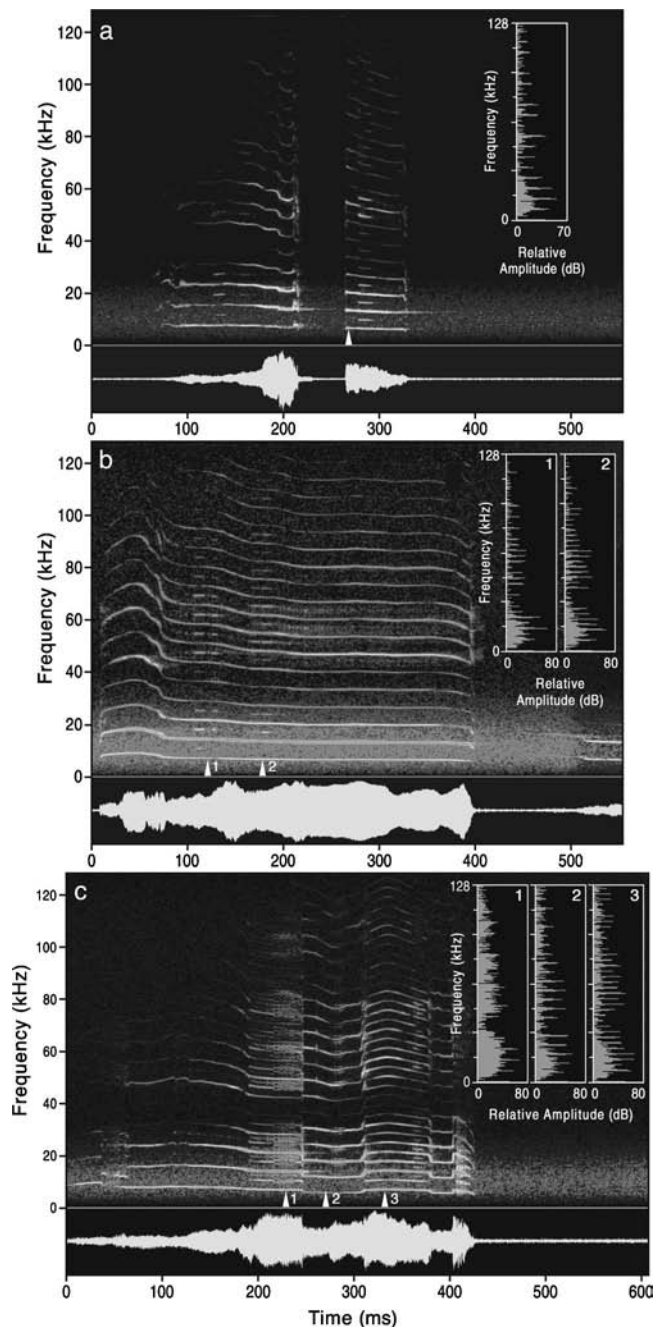 a
Frequency (kHz)
120
100
80
60
40
20
0
128
Frequency (kHz)
0
0 70
Relative
Amplitude (dB)
0 100 200 300 400 500
b
Frequency (kHz)
120
100
80
60
40
20
0
1 2
128
Frequency (kHz)
0
0 80 0 80
Relative
Amplitude (dB)
1 2
0 100 200 300 400 500
c
Frequency (kHz)
120
100
80
60
40
20
0
1 2 3
128
Frequency (kHz)
0
0 80 0 80 0 80
Relative Amplitude (dB)
1 2 3
0 100 200 300 400 500 600
Time (ms)